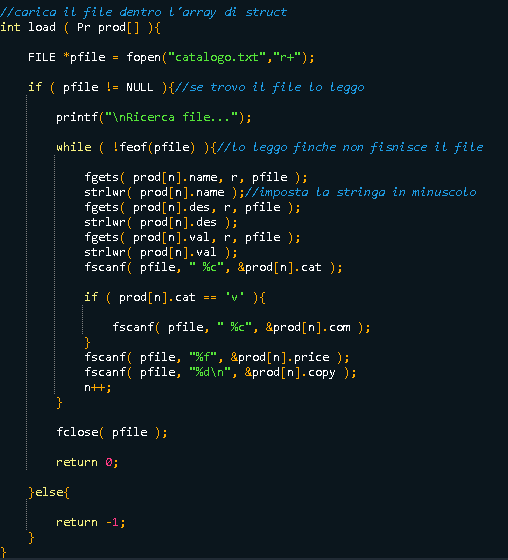 //carica il file dentro l'array di struct
int load ( Pr prod[] ){
FILE *pfile = fopen("catalogo.txt","r+");
if ( pfile != NULL ){//se trovo il file lo leggo
printf("\nRicerca file...");
while ( !feof(pfile) ){//lo leggo finche non fisnisce il file
fgets( prod[n].name, r, pfile );
strlwr( prod[n].name );//imposta la stringa in minuscolo
fgets( prod[n].des, r, pfile );
strlwr( prod[n].des );
fgets( prod[n].val, r, pfile );
strlwr( prod[n].val );
fscanf( pfile, " %c", &prod[n].cat );
if ( prod[n].cat == 'v' ){
fscanf( pfile, " %c", &prod[n].com );
}
fscanf( pfile, "%f", &prod[n].price );
fscanf( pfile, "%d\n", &prod[n].copy );
n++;
}
fclose( pfile );
return 0;
}else{
return -1;
}
}